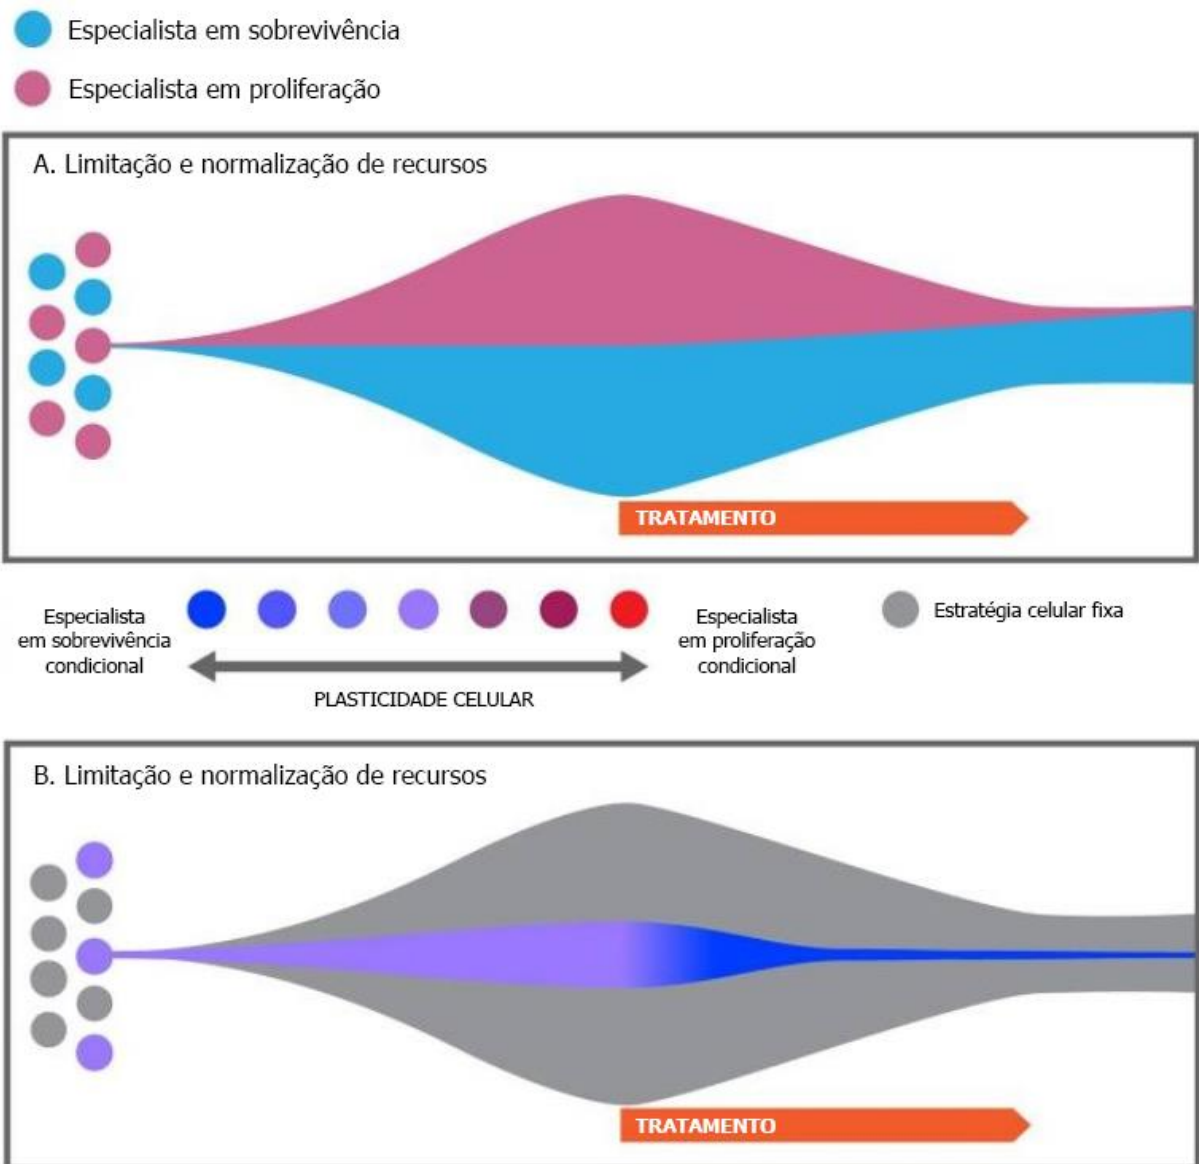 Especialista em sobrevivência
Especialista em proliferação
A. Limitação e normalização de recursos
TRATAMENTO
Especialista
em sobrevivência
condicional
PLASTICIDADE CELULAR
Especialista
em proliferação
condicional
Estratégia celular fixa
B. Limitação e normalização de recursos
TRATAMENTO